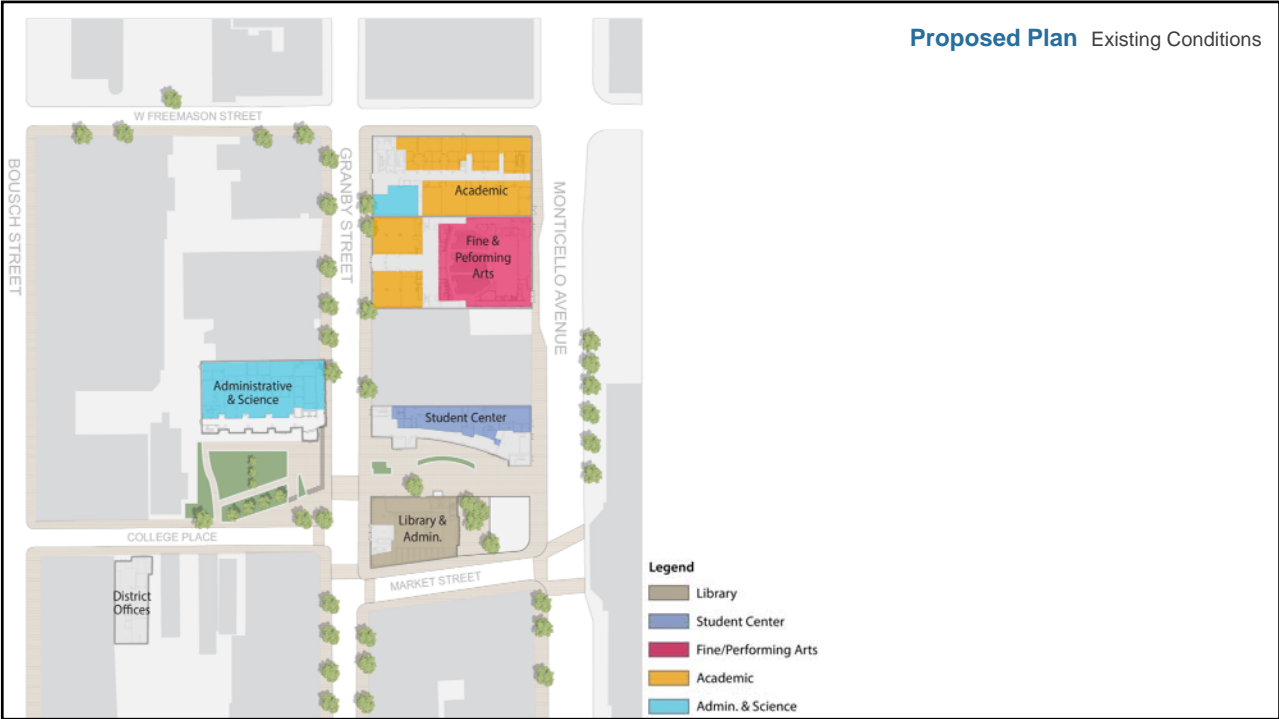 Proposed Plan Existing Conditions
W FREEMASON STREET
BOUSCH STREET
GRANBY STREET
MONTICELLO AVENUE
Academic
Fine &
Peforming
Arts
Administrative
& Science
Student Center
Library &
Admin.
COLLEGE PLACE
MARKET STREET
District
Offices
Legend
Library
Student Center
Fine/Performing Arts
Academic
Admin. & Science